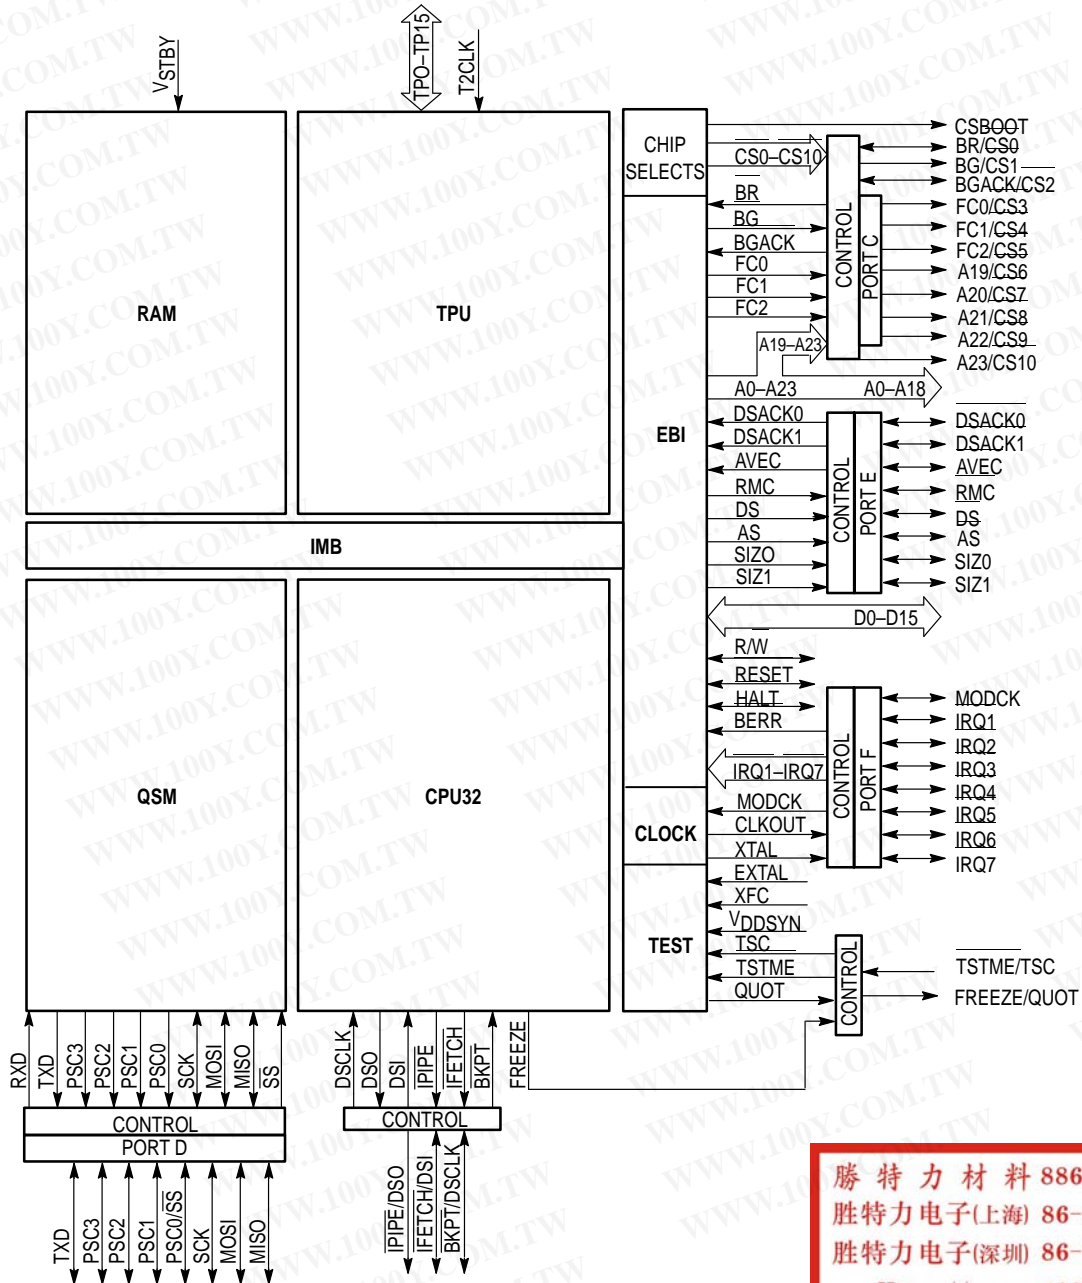 VSTBY
TPO–TP15
T2CLK
RAM
TPU
CHIP
SELECTS
CS0–CS10
BR
BG
BGACK
FC0
FC1
FC2
A19–A23
A0–A23
A0–A18
CONTROL
PORT C
CSBOOT
BR/CS0
BG/CS1
BGACK/CS2
FC0/CS3
FC1/CS4
FC2/CS5
A19/CS6
A20/CS7
A21/CS8
A22/CS9
A23/CS10
EBI
DSACK0
DSACK1
AVEC
RMC
DS
AS
SIZO
SIZ1
CONTROL
PORT E
DSACK0
DSACK1
AVEC
RMC
DS
AS
SIZ0
SIZ1
IMB
D0–D15
R/W
RESET
HALT
BERR
IRQ1–IRQ7
MODCK
CLKOUT
XTAL
EXTAL
XFC
VDDSYN
TSC
TSTME
QUOT
CONTROL
PORT F
MODCK
IRQ1
IRQ2
IRQ3
IRQ4
IRQ5
IRQ6
IRQ7
QSM
CPU32
CLOCK
TEST
CONTROL
TSTME/TSC
FREEZE/QUOT
RXD
TXD
PSC3
PSC2
PSC1
PSC0
SCK
MOSI
MISO
SS
DSCLK
DSO
DSI
IPIPE
IFETCH
BKPT
FREEZE
CONTROL
PORT D
CONTROL
TXD
PSC3
PSC2
PSC1
PSC0/SS
SCK
MOSI
MISO
IPIPE/DSO
IFETCH/DSI
BKPT/DSCLK
WWW.100Y.COM.TW
勝 特 力 材 料 886
胜特力电子(上海) 86-
胜特力电子(深圳) 86-